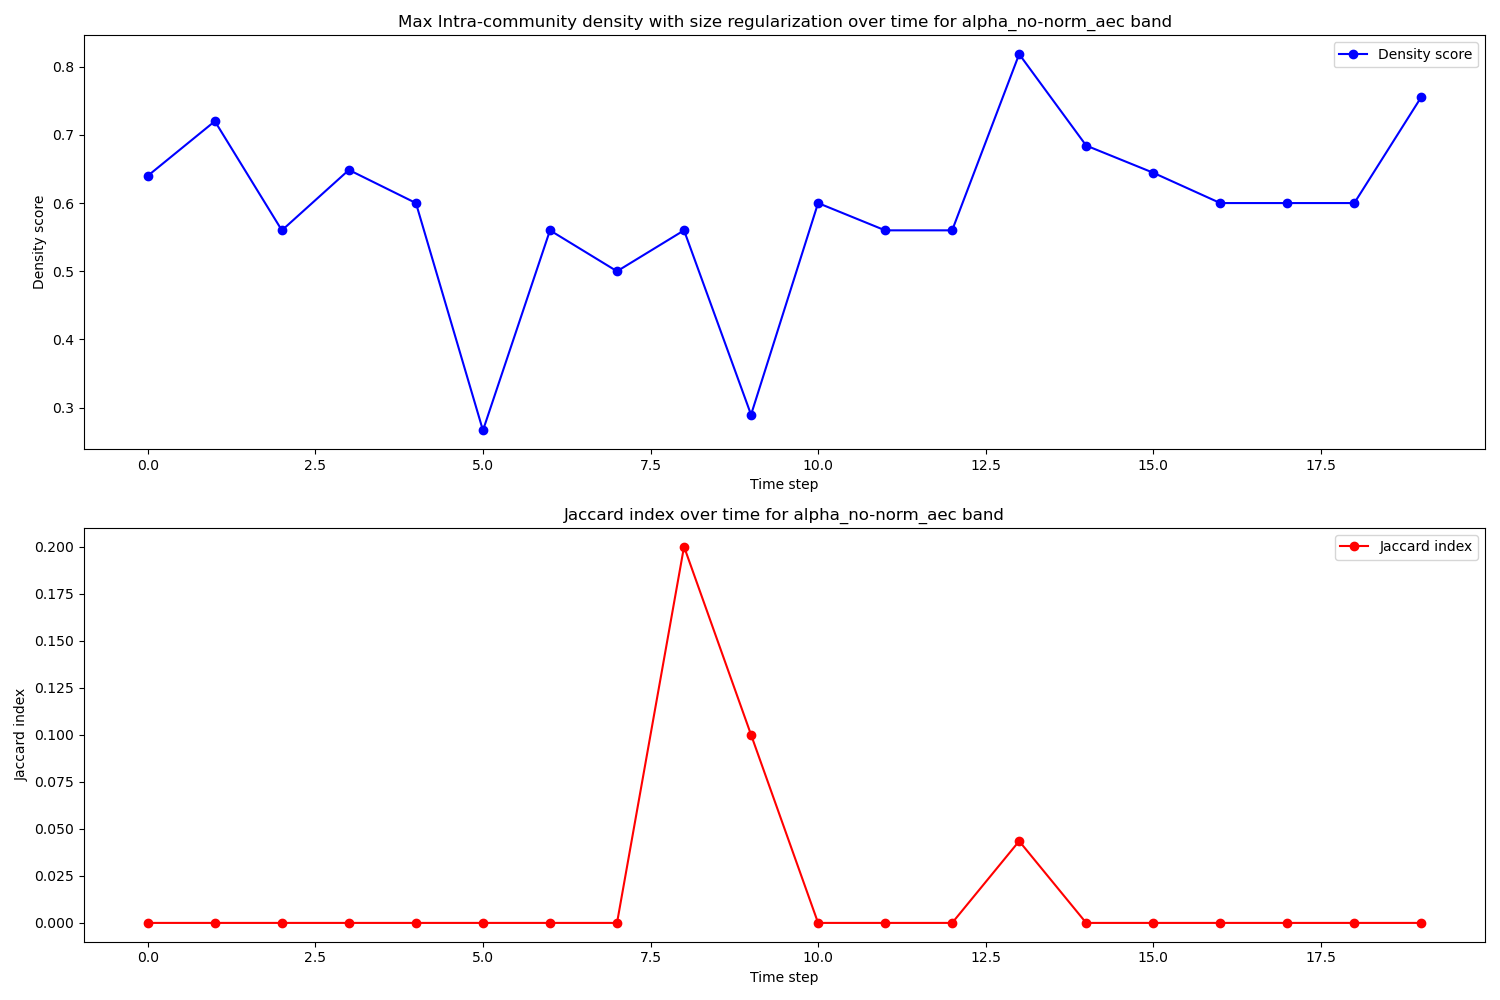 Max Intra-community density with size regularization over time for alpha_no-norm_aec band
Density score
0.8
0.7
0.6
0.5
0.4
0.3
Density score
0.0 2.5 5.0 7.5 10.0 12.5 15.0 17.5
Time step
Jaccard index over time for alpha_no-norm_aec band
Jaccard index
0.200
0.175
0.150
0.125
0.100
0.075
0.050
0.025
0.000
Jaccard index
0.0 2.5 5.0 7.5 10.0 12.5 15.0 17.5
Time step